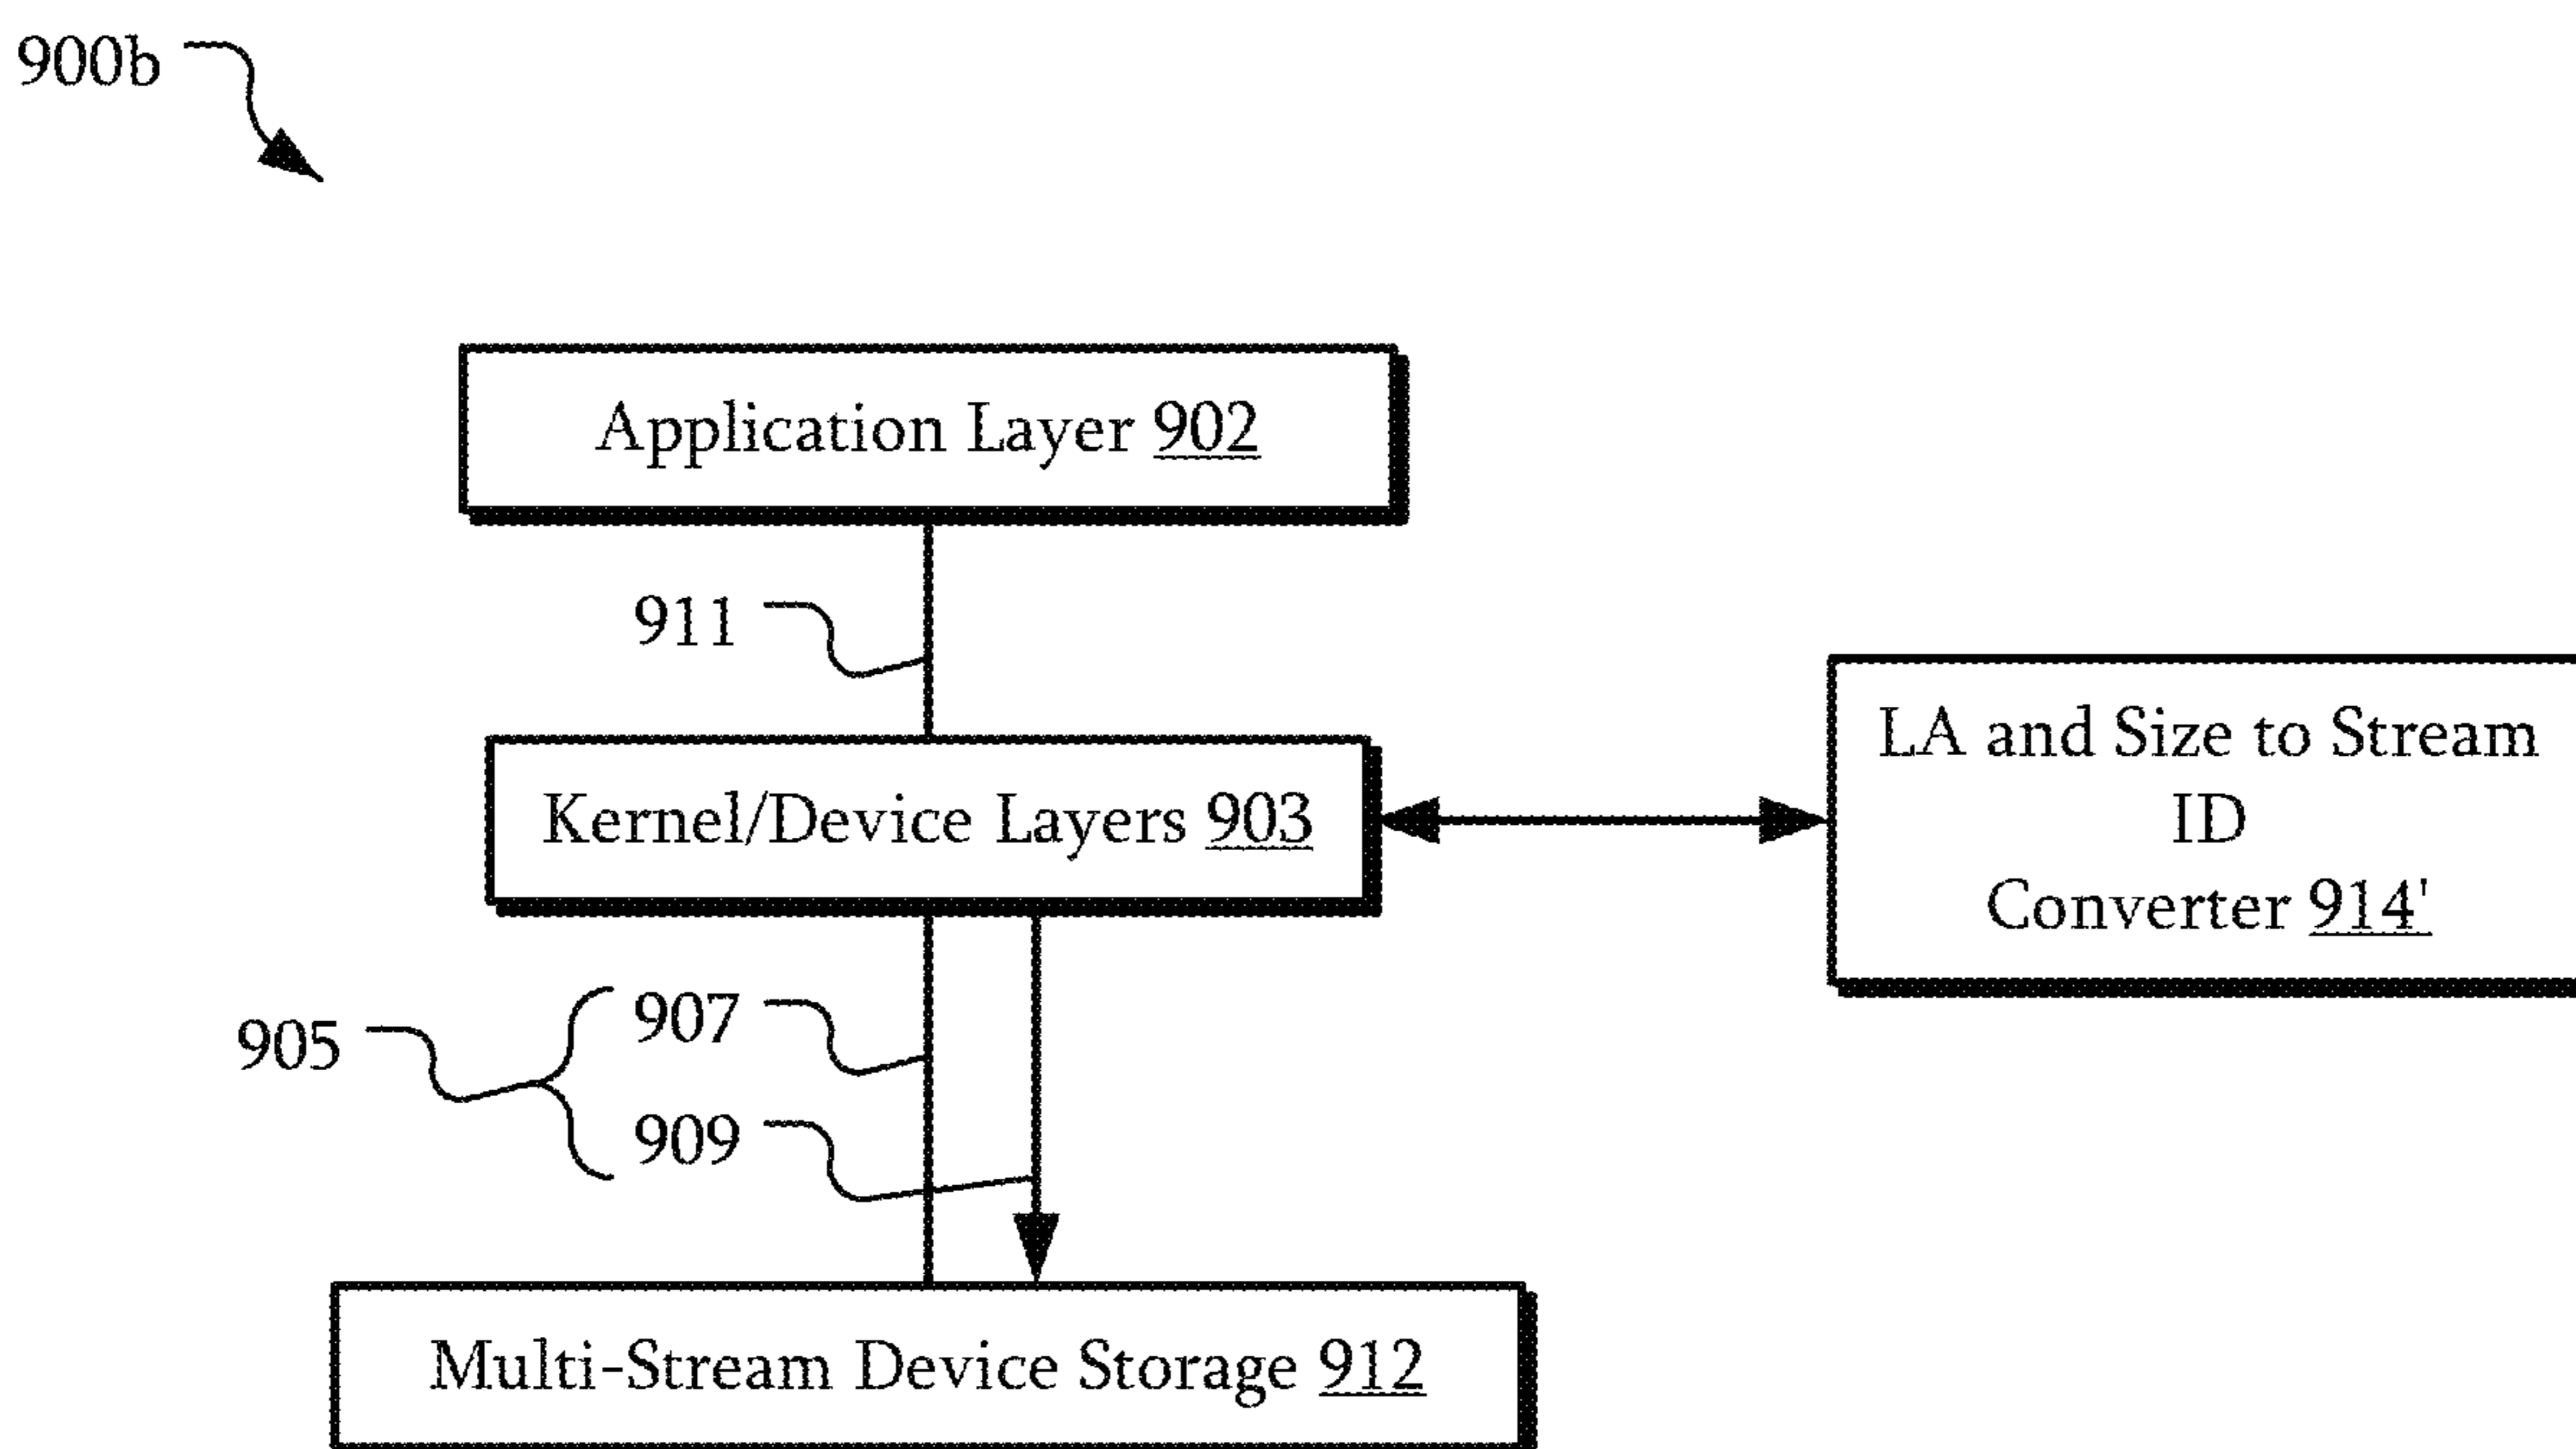 900b
Application Layer 902
911
Kernel/Device Layers 903
LA and Size to Stream
ID
Converter 914'
905
907
909
Multi-Stream Device Storage 912